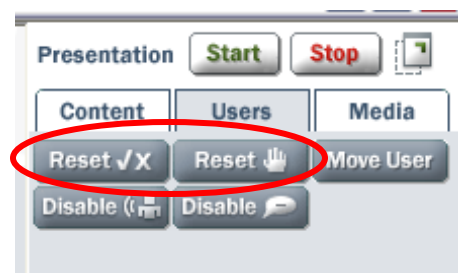 Presentation Start Stop
Content Users Media
Reset √x Reset Move User
Disable Disable